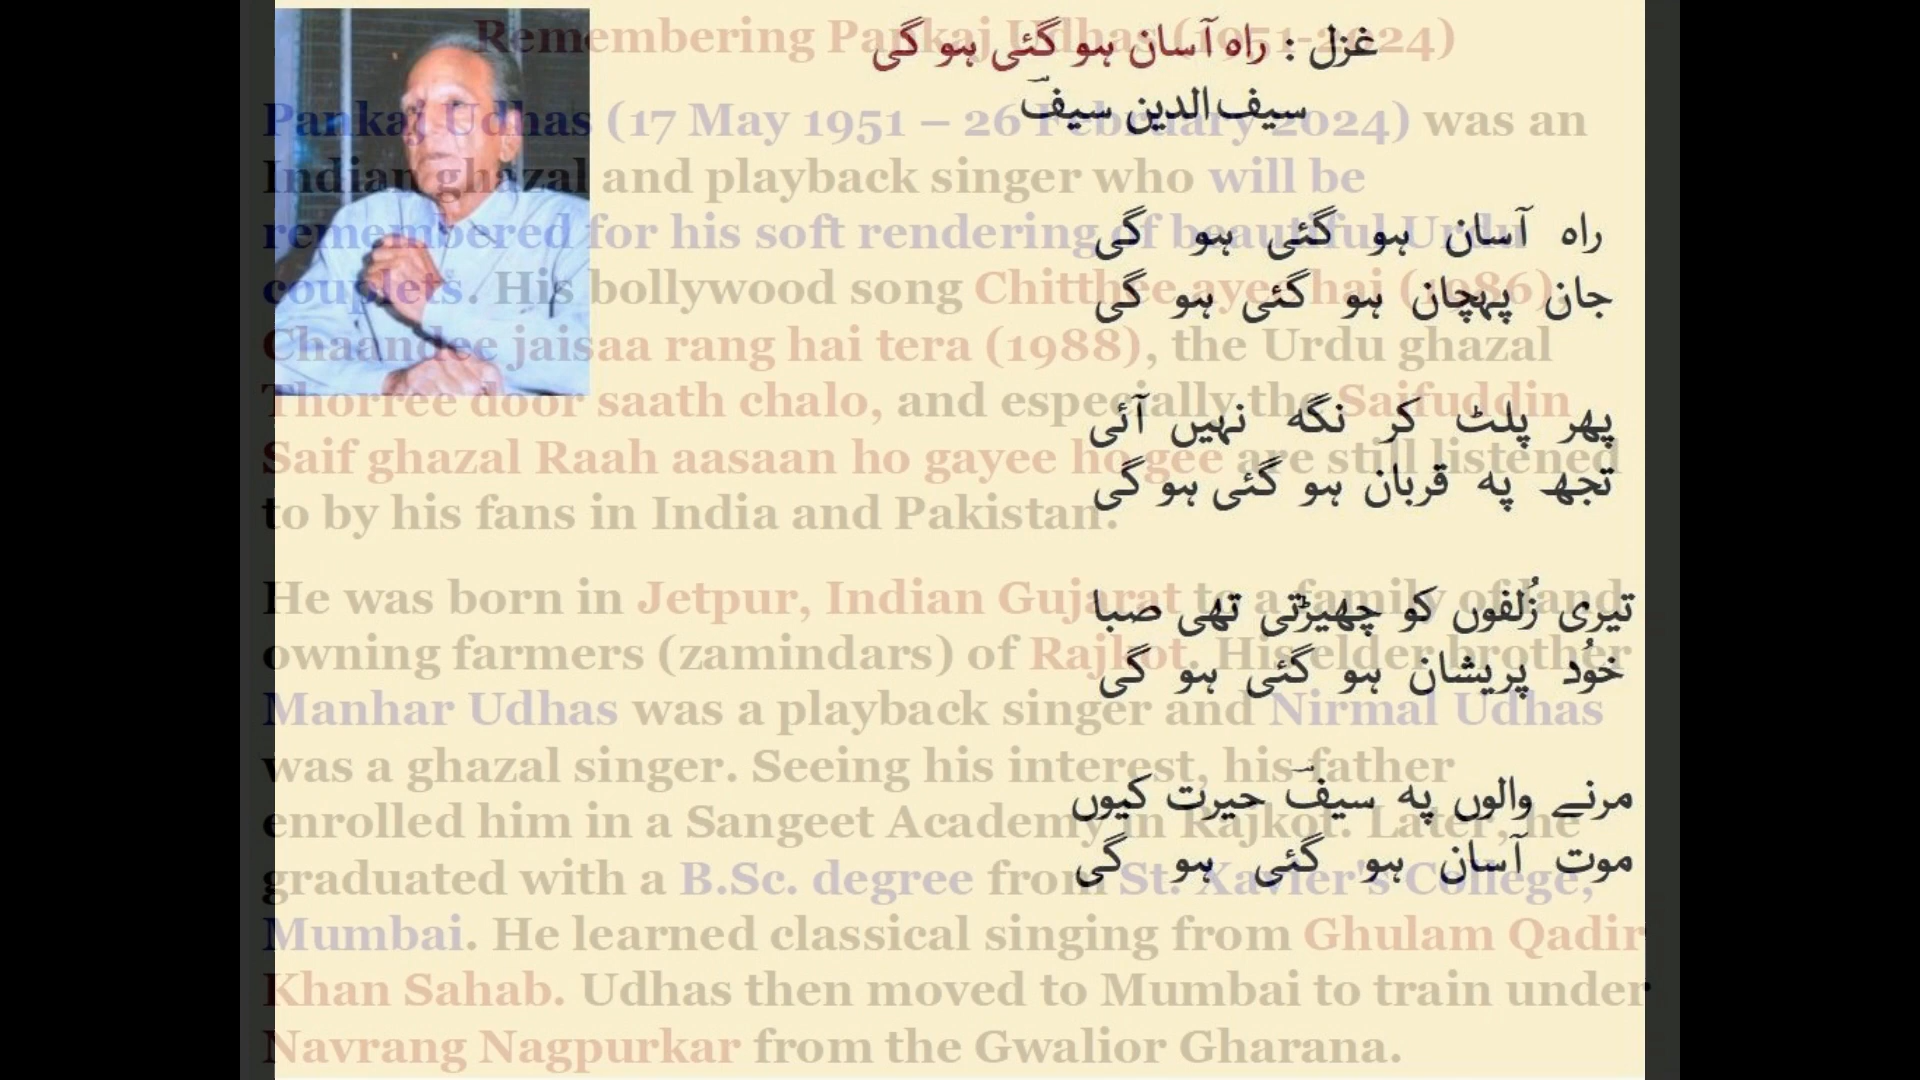 غزل : راہ آسان ہو گئی ہو گی
سیف الدین سیفؔ
راہ آسان ہو گئی ہو گی
جان پہچان ہو گئی ہو گی
پھر پلٹ کر نگہ نہیں آئی
تجھ پہ قربان ہو گئی ہو گی
تیری زُلفوں کو چھیڑتی تھی صبا
خوُد پریشان ہو گئی ہو گی
مرنے والوں پہ سیفؔ حیرت کیوں
موت آسان ہو گئی ہو گی
Remembering Pankaj Udhas (1951-2024)
Pankaj Udhas (17 May 1951 – 26 February 2024) was an
Indian ghazal and playback singer who will be
remembered for his soft rendering of beautiful Urdu
couplets. His bollywood song Chitthee ayee hai (1986)
Chaandee jaisaa rang hai tera (1988), the Urdu ghazal
Thorree door saath chalo, and especially the Saifuddin
Saif ghazal Raah aasaan ho gayee ho gee are still listened
to by his fans in India and Pakistan.
He was born in Jetpur, Indian Gujarat to a family of land
owning farmers (zamindars) of Rajkot. His elder brother
Manhar Udhas was a playback singer and Nirmal Udhas
was a ghazal singer. Seeing his interest, his father
enrolled him in a Sangeet Academy in Rajkot. Later, he
graduated with a B.Sc. degree from St. Xavier's College,
Mumbai. He learned classical singing from Ghulam Qadir
Khan Sahab. Udhas then moved to Mumbai to train under
Navrang Nagpurkar from the Gwalior Gharana.